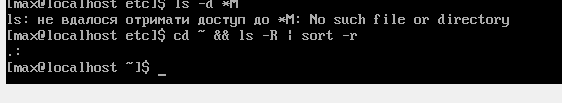 [max@localhost etc]$ ls -d *M
ls: не вдалося отримати доступ до *M: No such file or directory
[max@localhost etc]$ cd ~ && ls -R | sort -r
.:
[max@localhost ~]$ _